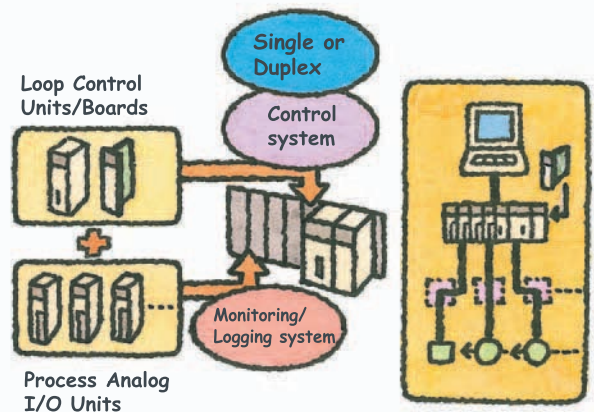 Single or
Duplex
Loop Control
Units/Boards
Control
system
Monitoring/
Logging system
Process Analog
I/O Units